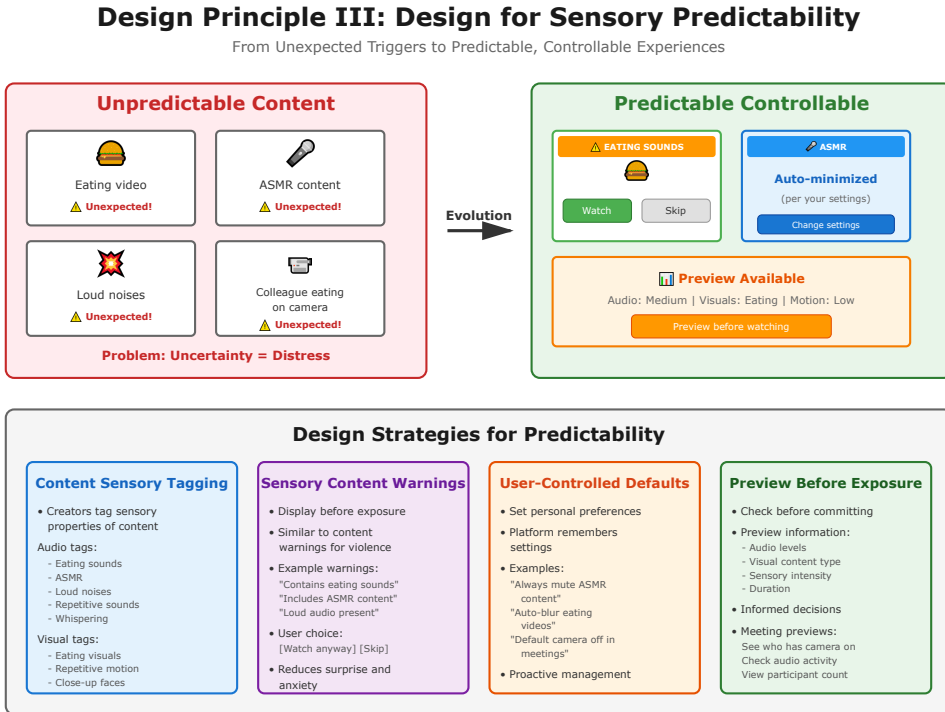 Design Principle III: Design for Sensory Predictability
From Unexpected Triggers to Predictable, Controllable Experiences
Unpredictable Content
Eating video
⚠ Unexpected!
ASMR content
⚠ Unexpected!
Loud noises
⚠ Unexpected!
Colleague eating
on camera
⚠ Unexpected!
Problem: Uncertainty = Distress
Evolution
Predictable Controllable
⚠ EATING SOUNDS
Watch
Skip
🎤 ASMR
Auto-minimized
(per your settings)
Change settings
📊 Preview Available
Audio: Medium | Visuals: Eating | Motion: Low
Preview before watching
Design Strategies for Predictability
Content Sensory Tagging
• Creators tag sensory
properties of content
Audio tags:
- Eating sounds
- ASMR
- Loud noises
- Repetitive sounds
- Whispering
Visual tags:
- Eating visuals
- Repetitive motion
- Close-up faces
Sensory Content Warnings
• Display before exposure
• Similar to content
warnings for violence
• Example warnings:
"Contains eating sounds"
"Includes ASMR content"
"Loud audio present"
• User choice:
[Watch anyway] [Skip]
• Reduces surprise and
anxiety
User-Controlled Defaults
• Set personal preferences
• Platform remembers
settings
• Examples:
"Always mute ASMR
content"
"Auto-blur eating
videos"
"Default camera off in
meetings"
• Proactive management
Preview Before Exposure
• Check before committing
• Preview information:
- Audio levels
- Visual content type
- Sensory intensity
- Duration
• Informed decisions
• Meeting previews:
See who has camera on
Check audio activity
View participant count